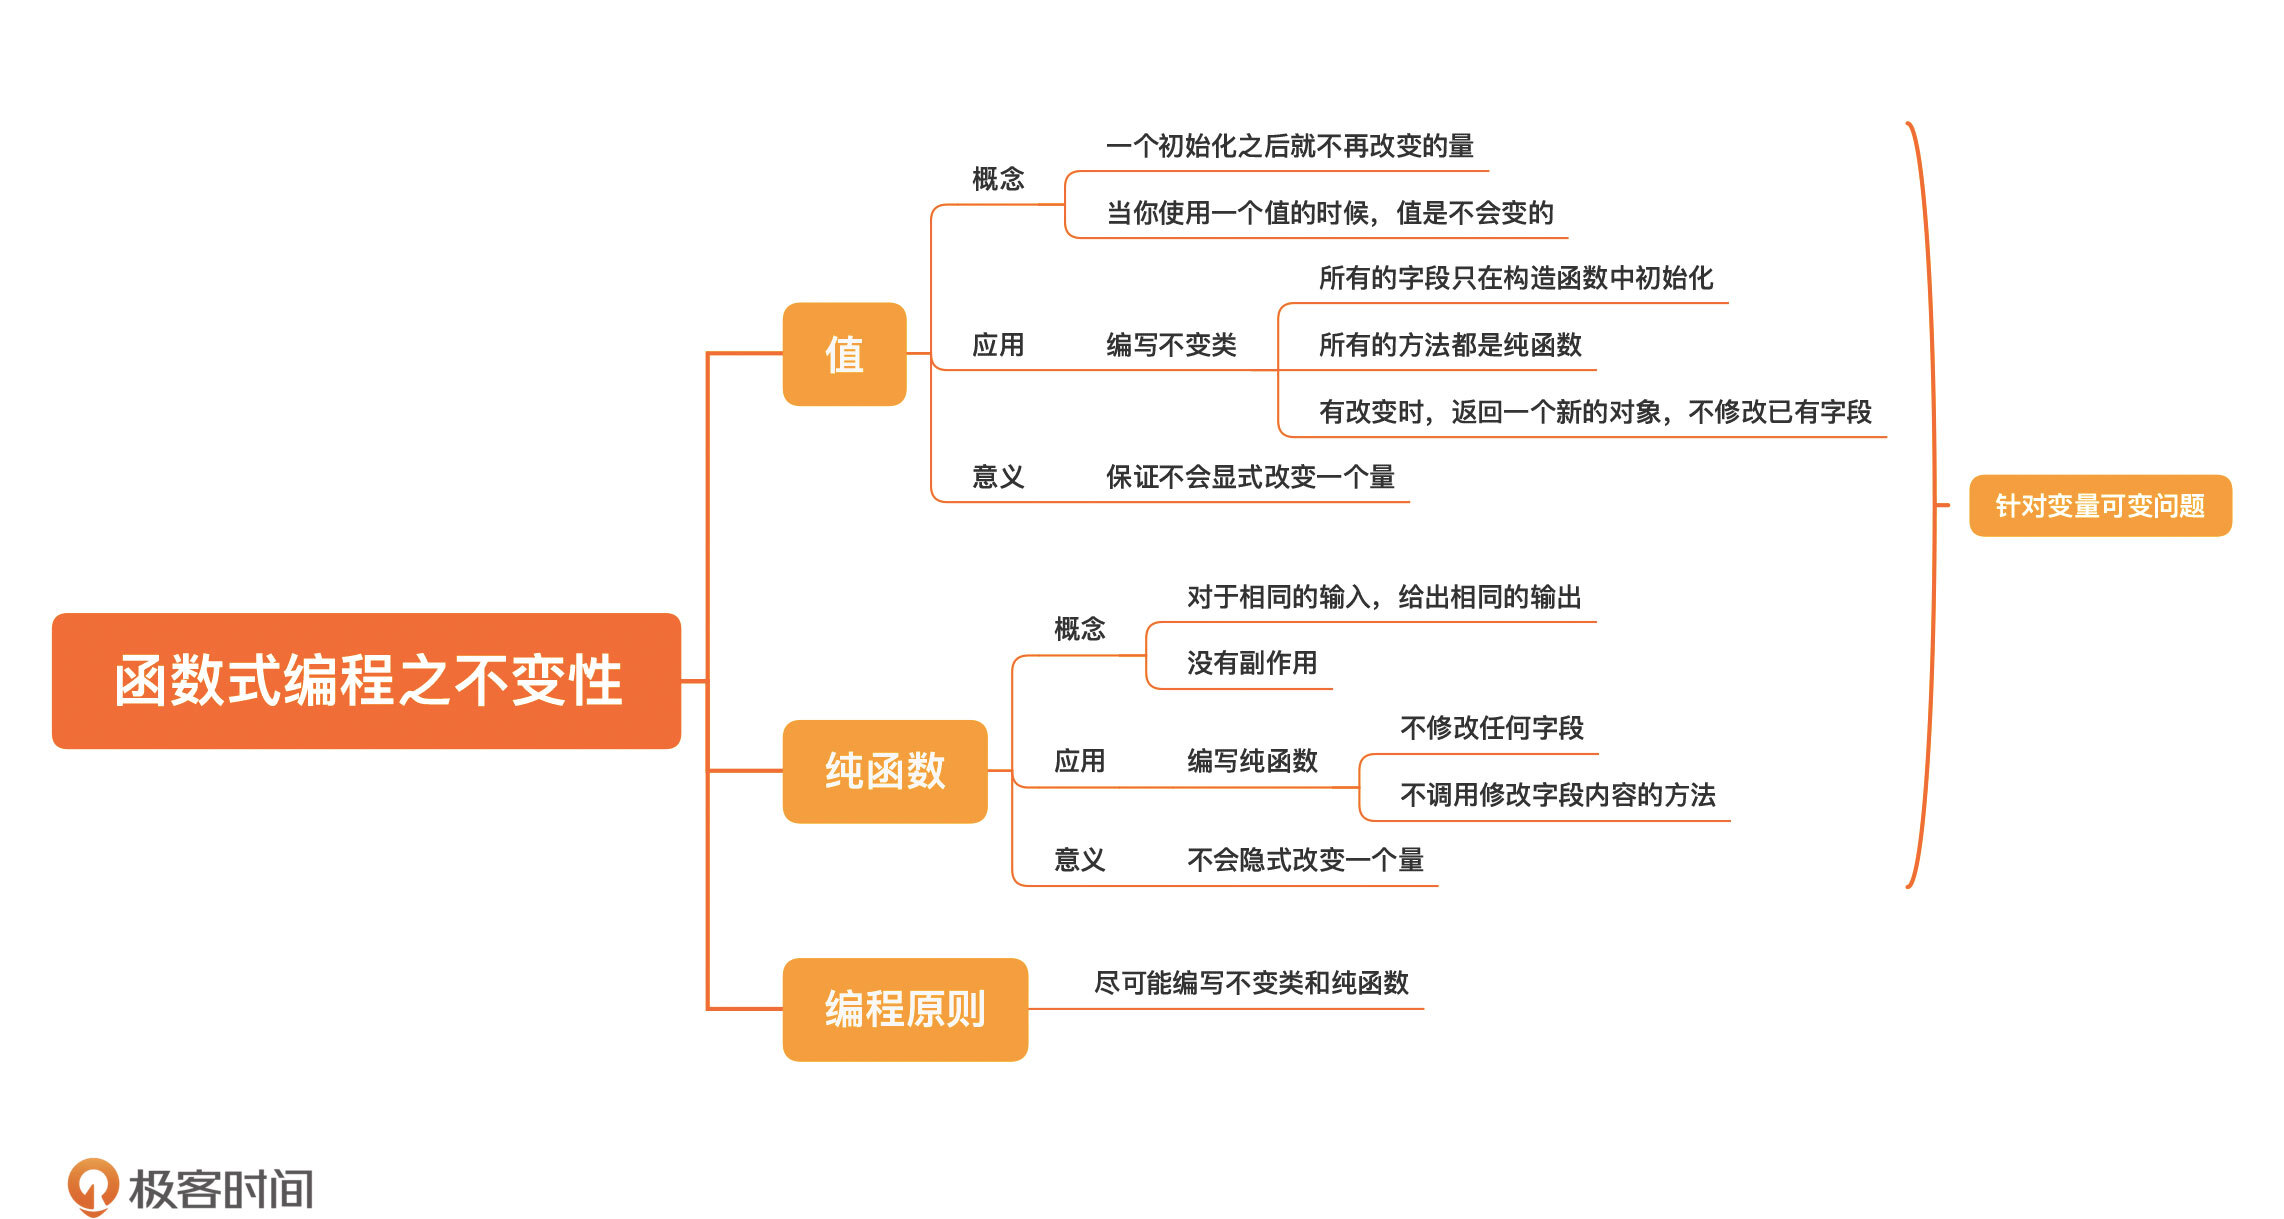 函数式编程之不变性
值
概念
一个初始化之后就不再改变的量
当你使用一个值的时候，值是不会变的
应用
编写不变类
所有的字段只在构造函数中初始化
所有的方法都是纯函数
有改变时，返回一个新的对象，不修改已有字段
意义
保证不会显式改变一个量
纯函数
概念
对于相同的输入，给出相同的输出
没有副作用
应用
编写纯函数
不修改任何字段
不调用修改字段内容的方法
意义
不会隐式改变一个量
针对变量可变问题
编程原则
尽可能编写不变类和纯函数
极客时间